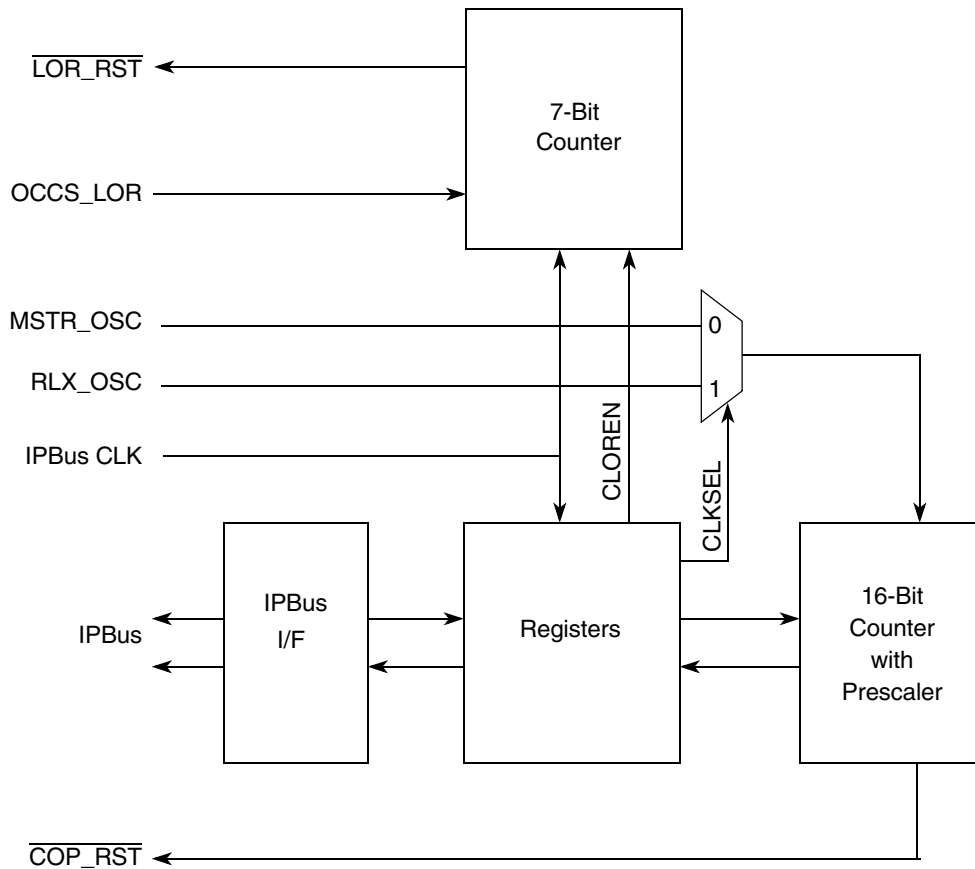 LOR_RST
7-Bit
Counter
OCCS_LOR
MSTR_OSC
0
RLX_OSC
1
IPBus CLK
CLOREN
CLKSEL
IPBus
IPBus
I/F
Registers
16-Bit
Counter
with
Prescaler
COP_RST